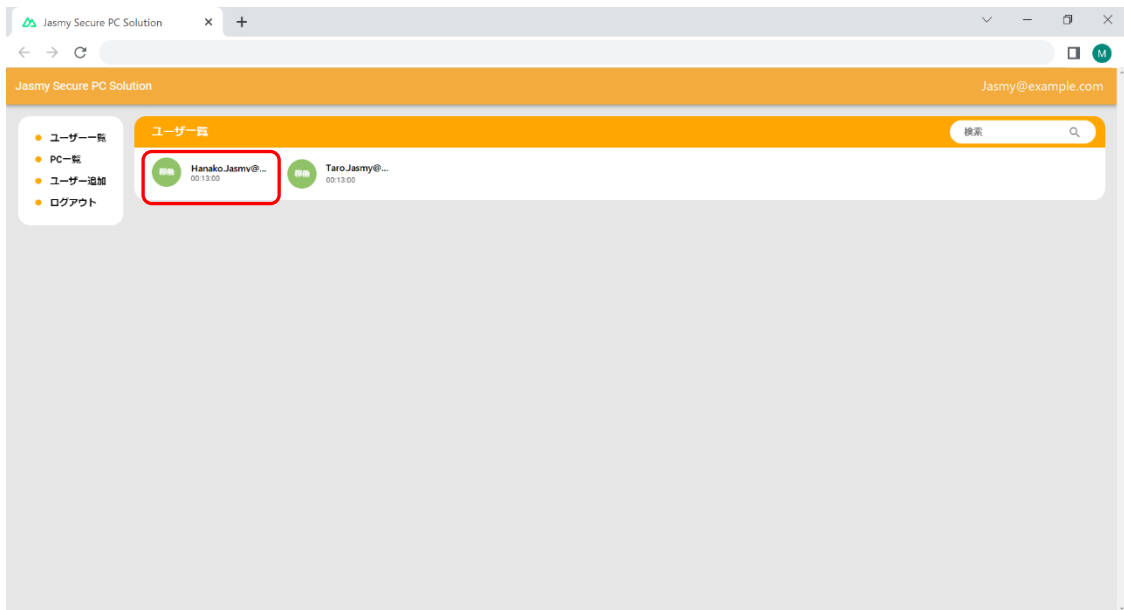 Jasmy Secure PC Solution
M
Jasmy Secure PC Solution
Jasmy@example.com
ユーザー一覧
PC一覧
ユーザー追加
ログアウト
ユーザ一覧
検索
稼働
Hanako.Jasmy@...
00:13:00
稼働
Taro.Jasmy@...
00:13:00